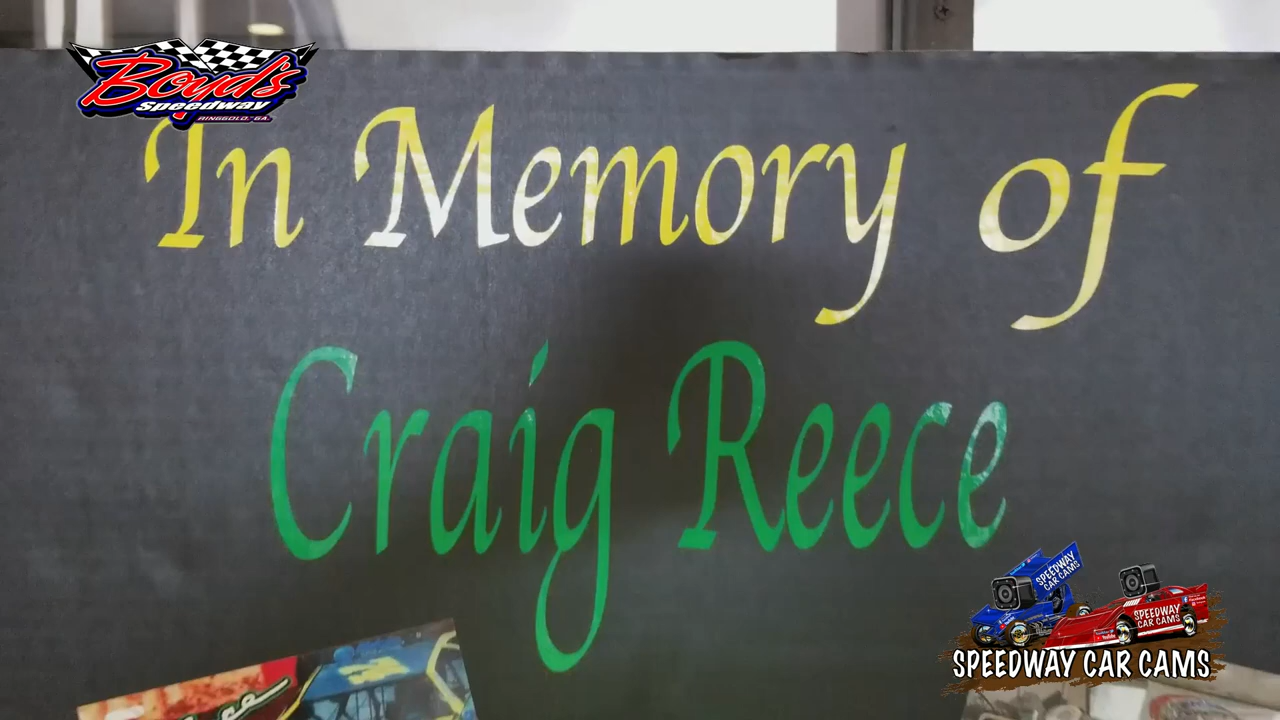 Boyd's
Speedway
RINGGOLD, GA.
In Memory of
Craig Reece
SPEEDWAY
CAR CAMS
SPEEDWAY
CAR CAMS
SPEEDWAY CAR CAMS